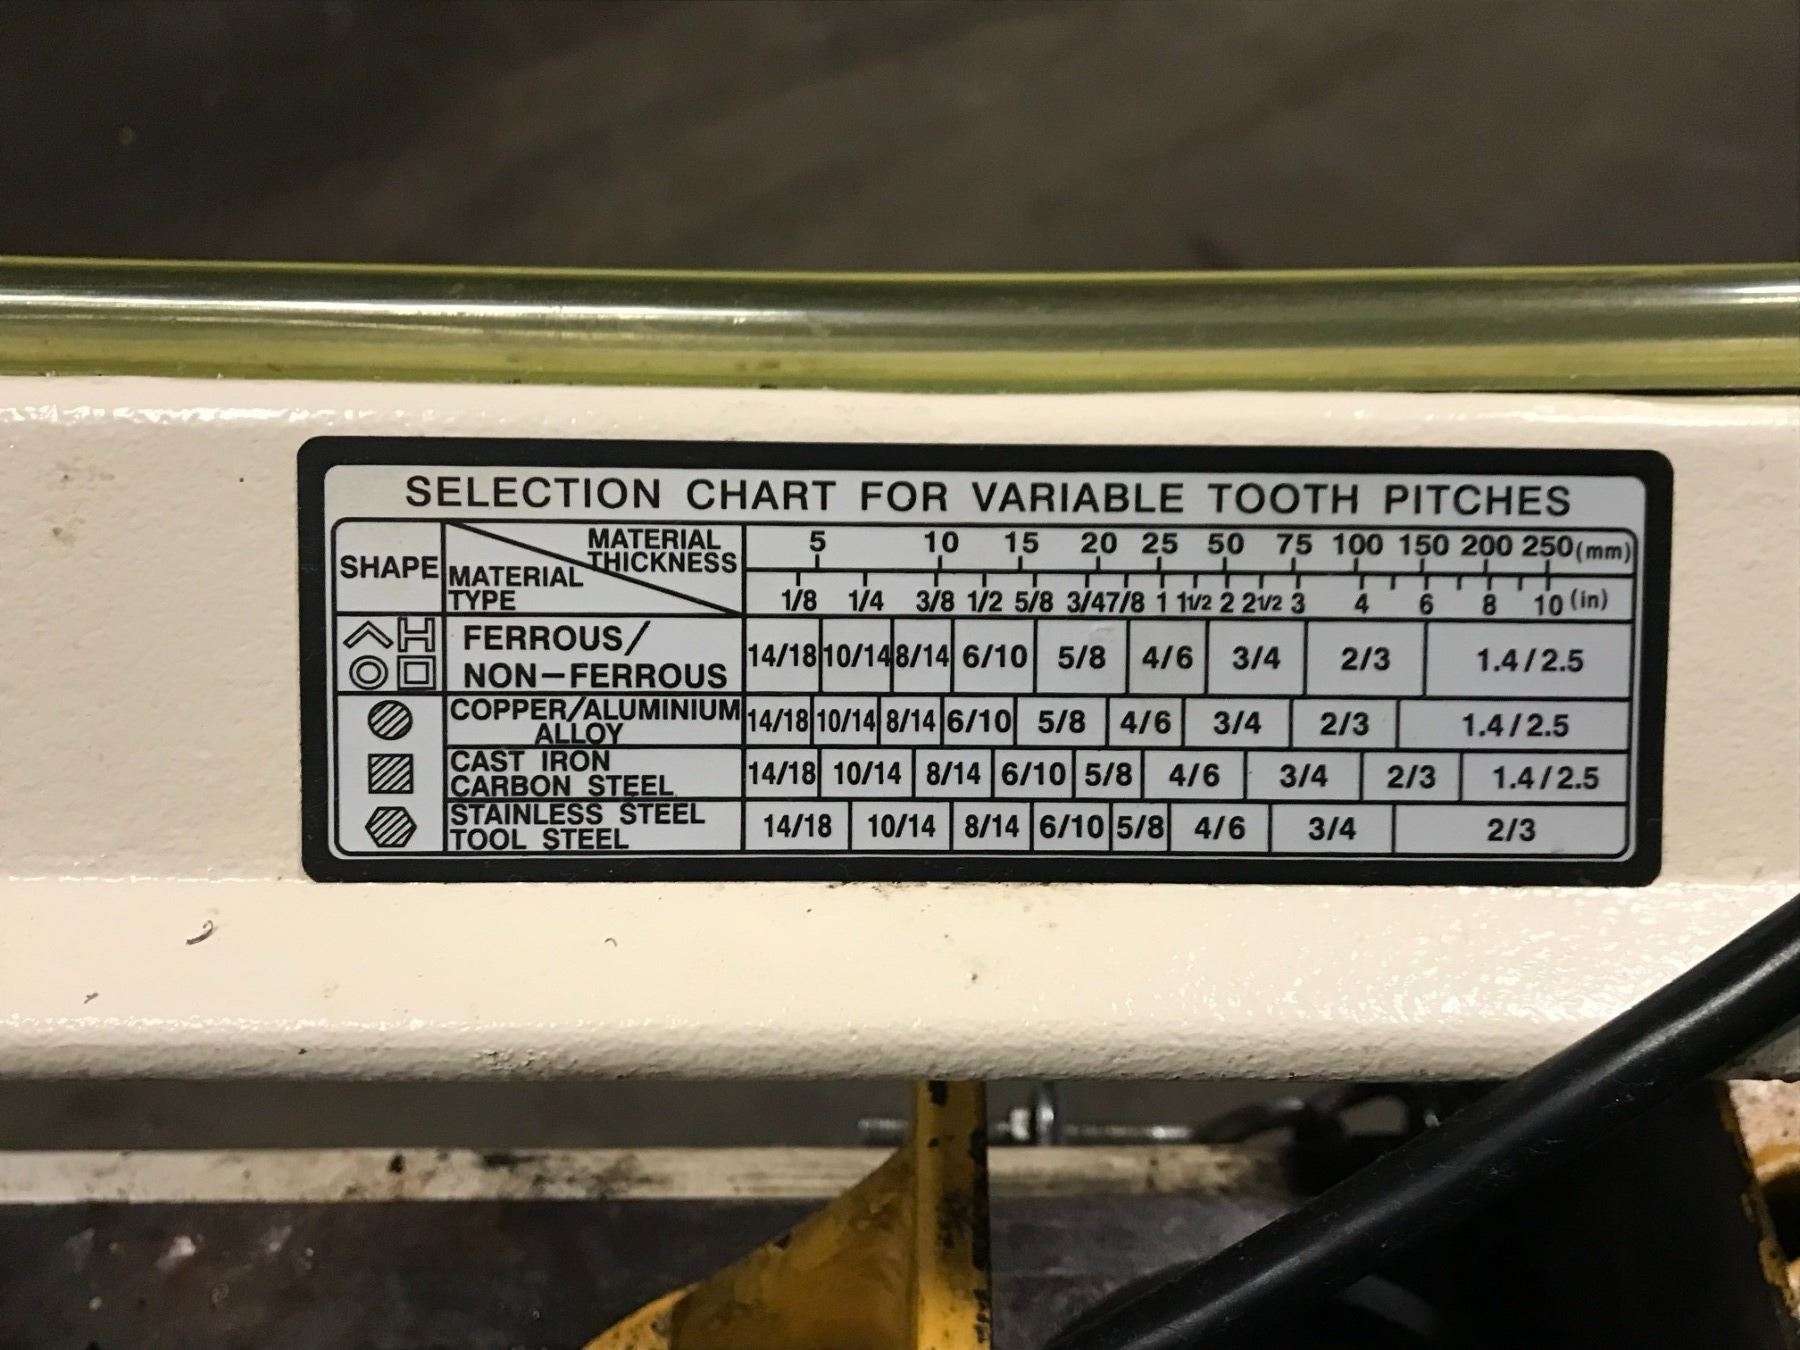 SELECTION CHART FOR VARIABLE TOOTH PITCHES
SHAPE
MATERIAL THICKNESS
MATERIAL TYPE
5 10 15 20 25 50 75 100 150 200 250 (mm)
1/8 1/4 3/8 1/2 5/8 3/4 7/8 1 1 1/2 2 2 1/2 3 4 6 8 10 (in)
FERROUS/
NON-FERROUS
14/18 10/14 8/14 6/10 5/8 4/6 3/4 2/3 1.4/2.5
COPPER/ALUMINIUM
ALLOY
14/18 10/14 8/14 6/10 5/8 4/6 3/4 2/3 1.4/2.5
CAST IRON
CARBON STEEL
14/18 10/14 8/14 6/10 5/8 4/6 3/4 2/3 1.4/2.5
STAINLESS STEEL
TOOL STEEL
14/18 10/14 8/14 6/10 5/8 4/6 3/4 2/3